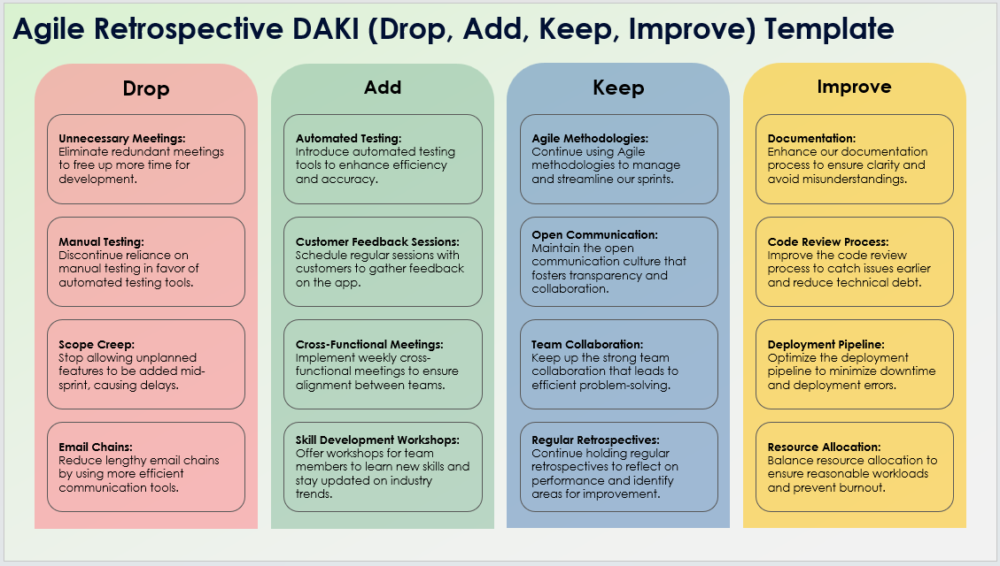 Agile Retrospective DAKI (Drop, Add, Keep, Improve) Template
Drop
Unnecessary Meetings:
Eliminate redundant meetings
to free up more time for
development.
Manual Testing:
Discontinue reliance on
manual testing in favor of
automated testing tools.
Scope Creep:
Stop allowing unplanned
features to be added mid-
sprint, causing delays.
Email Chains:
Reduce lengthy email chains
by using more efficient
communication tools.
Add
Automated Testing:
Introduce automated testing
tools to enhance efficiency
and accuracy.
Customer Feedback Sessions:
Schedule regular sessions with
customers to gather feedback
on the app.
Cross-Functional Meetings:
Implement weekly cross-
functional meetings to ensure
alignment between teams.
Skill Development Workshops:
Offer workshops for team
members to learn new skills and
stay updated on industry
trends.
Keep
Agile Methodologies:
Continue using Agile
methodologies to manage
and streamline our sprints.
Open Communication:
Maintain the open
communication culture that
fosters transparency and
collaboration.
Team Collaboration:
Keep up the strong team
collaboration that leads to
efficient problem-solving.
Regular Retrospectives:
Continue holding regular
retrospectives to reflect on
performance and identify
areas for improvement.
Improve
Documentation:
Enhance our documentation
process to ensure clarity and
avoid misunderstandings.
Code Review Process:
Improve the code review
process to catch issues earlier
and reduce technical debt.
Deployment Pipeline:
Optimize the deployment
pipeline to minimize downtime
and deployment errors.
Resource Allocation:
Balance resource allocation to
ensure reasonable workloads
and prevent burnout.